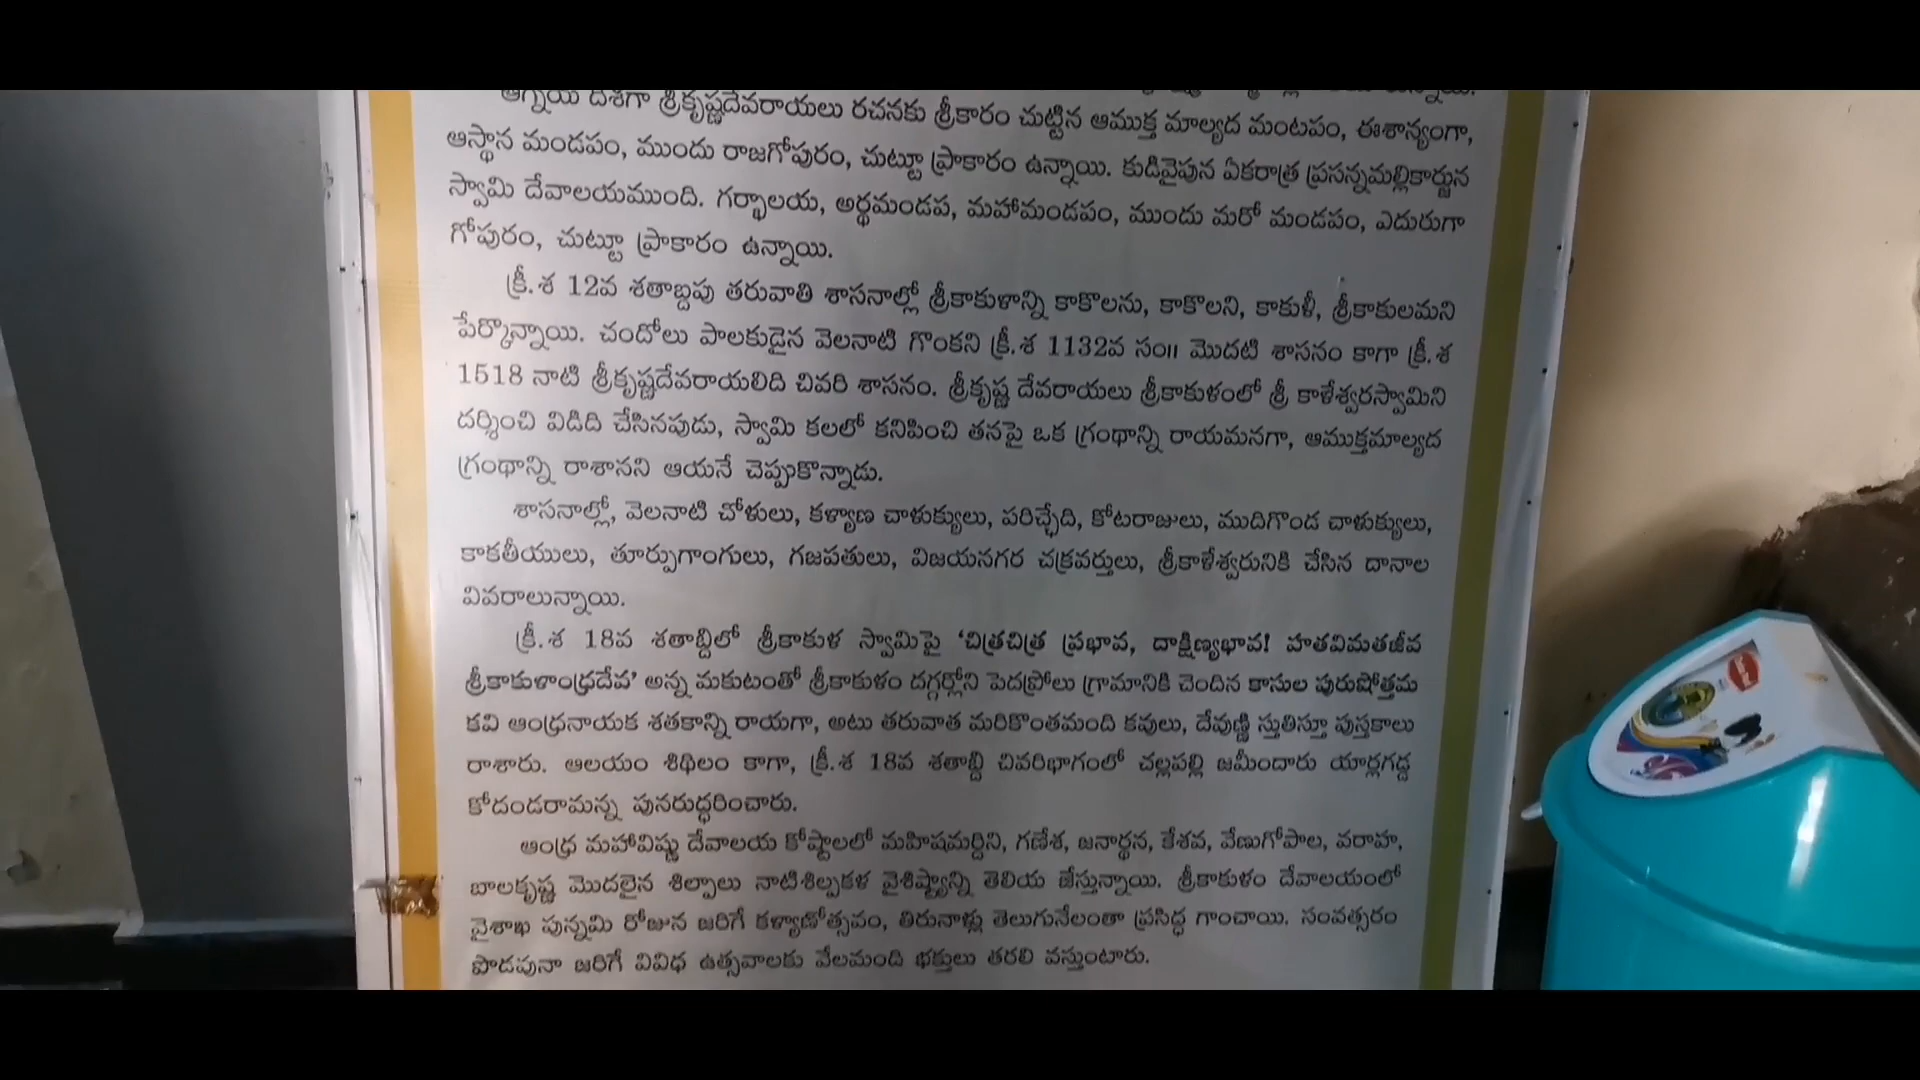 ఆగ్నేయ దిశగా శ్రీకృష్ణదేవరాయలు రచనకు శ్రీకారం చుట్టిన ఆముక్త మాల్యద మంటపం, ఈశాన్యంగా,
ఆస్థాన మండపం, ముందు రాజగోపురం, చుట్టూ ప్రాకారం ఉన్నాయి. కుడివైపున ఏకరాత్ర ప్రసన్నమల్లికార్జున
స్వామి దేవాలయముంది. గర్భాలయ, అర్థమండప, మహామండపం, ముందు మరో మండపం, ఎదురుగా
గోపురం, చుట్టూ ప్రాకారం ఉన్నాయి.
క్రీ.శ 12వ శతాబ్దపు తరువాతి శాసనాల్లో శ్రీకాకుళాన్ని కాకొలను, కాకొలని, కాకుళీ, శ్రీకాకులమని
పేర్కొన్నాయి. చందోలు పాలకుడైన వెలనాటి గొంకని క్రీ.శ 1132వ సం॥ మొదటి శాసనం కాగా క్రీ.శ
1518 నాటి శ్రీకృష్ణదేవరాయలిది చివరి శాసనం. శ్రీకృష్ణ దేవరాయలు శ్రీకాకుళంలో శ్రీ కాళేశ్వరస్వామిని
దర్శించి విడిది చేసినపుడు, స్వామి కలలో కనిపించి తనపై ఒక గ్రంథాన్ని రాయమనగా, ఆముక్తమాల్యద
గ్రంథాన్ని రాశానని ఆయనే చెప్పుకొన్నాడు.
శాసనాల్లో, వెలనాటి చోళులు, కళ్యాణ చాళుక్యులు, పరిచ్ఛేది, కోటరాజులు, ముదిగొండ చాళుక్యులు,
కాకతీయులు, తూర్పుగాంగులు, గజపతులు, విజయనగర చక్రవర్తులు, శ్రీకాళేశ్వరునికి చేసిన దానాల
వివరాలున్నాయి.
క్రీ.శ 18వ శతాబ్దిలో శ్రీకాకుళ స్వామిపై ‘చిత్రచిత్ర ప్రభావ, దాక్షిణ్యభావ! హతవిమతజీవ
శ్రీకాకుళాంధ్రదేవ’ అన్న మకుటంతో శ్రీకాకుళం దగ్గర్లోని పెదప్రోలు గ్రామానికి చెందిన కాసుల పురుషోత్తమ
కవి ఆంధ్రనాయక శతకాన్ని రాయగా, అటు తరువాత మరికొంతమంది కవులు, దేవుణ్ణి స్తుతిస్తూ పుస్తకాలు
రాశారు. ఆలయం శిథిలం కాగా, క్రీ.శ 18వ శతాబ్ది చివరిభాగంలో చల్లపల్లి జమీందారు యార్లగడ్డ
కోదండరామన్న పునరుద్ధరించారు.
ఆంధ్ర మహావిష్ణు దేవాలయ కోష్టాలలో మహిషమర్దిని, గణేశ, జనార్థన, కేశవ, వేణుగోపాల, వరాహ,
బాలకృష్ణ మొదలైన శిల్పాలు నాటిశిల్పకళ వైశిష్ట్యాన్ని తెలియ జేస్తున్నాయి. శ్రీకాకుళం దేవాలయంలో
వైశాఖ పున్నమి రోజున జరిగే కళ్యాణోత్సవం, తిరునాళ్లు తెలుగునేలంతా ప్రసిద్ధ గాంచాయి. సంవత్సరం
పొడవునా జరిగే వివిధ ఉత్సవాలకు వేలమంది భక్తులు తరలి వస్తుంటారు.